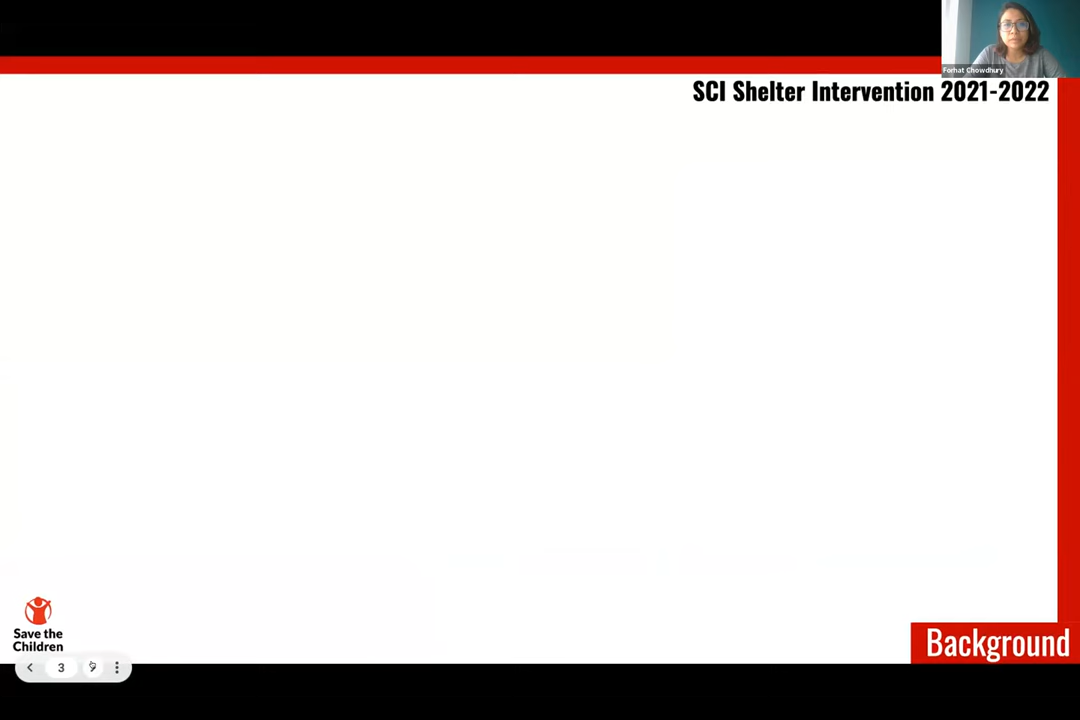 Farhat Chowdhury
SCI Shelter Intervention 2021-2022
Save the
Children
3
Background